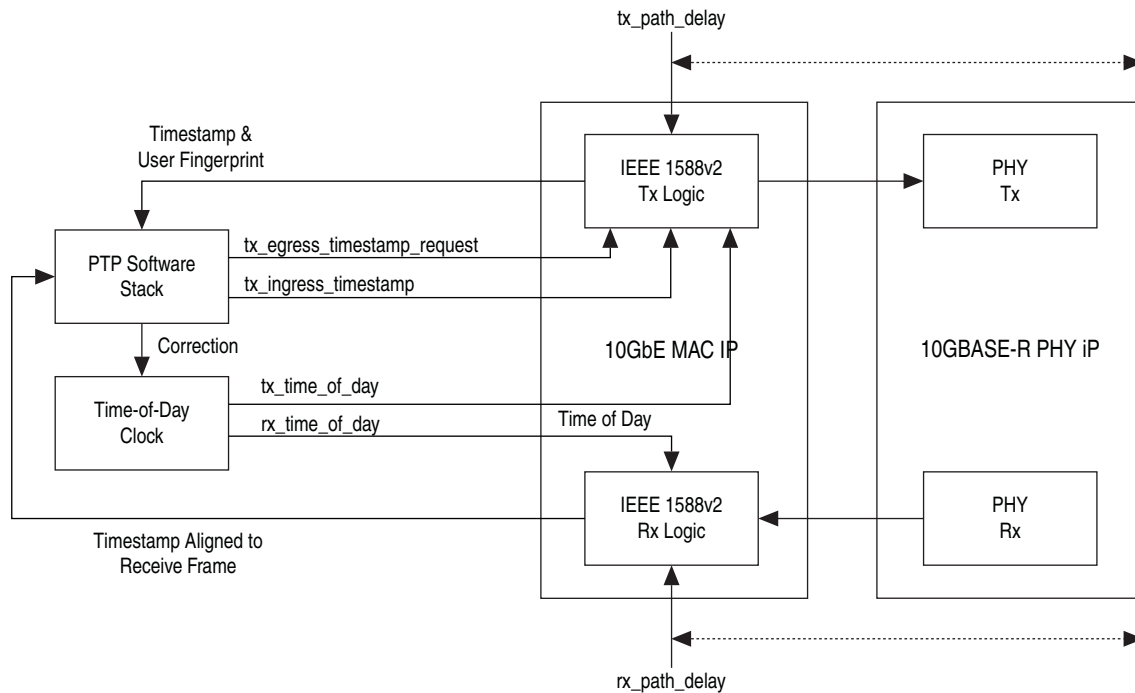 tx_path_delay
Timestamp &
User Fingerprint
IEEE 1588v2
Tx Logic
PHY
Tx
tx_egress_timestamp_request
PTP Software
Stack
tx_ingress_timestamp
Correction
10GbE MAC IP
10GBASE-R PHY iP
tx_time_of_day
Time-of-Day
Clock
rx_time_of_day
Time of Day
IEEE 1588v2
Rx Logic
PHY
Rx
Timestamp Aligned to
Receive Frame
rx_path_delay